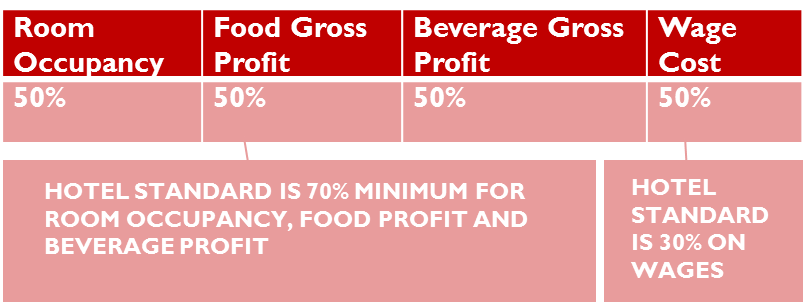 Room Occupancy
Food Gross Profit
Beverage Gross Profit
Wage Cost
50%
50%
50%
50%
HOTEL STANDARD IS 70% MINIMUM FOR
ROOM OCCUPANCY, FOOD PROFIT AND
BEVERAGE PROFIT
HOTEL
STANDARD
IS 30% ON
WAGES